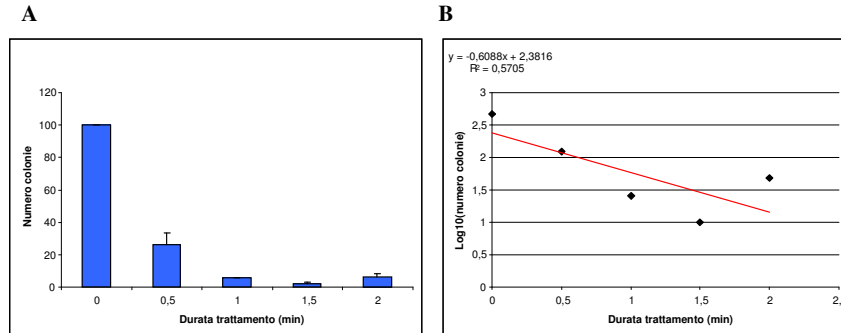 A
B
y = -0,6088x + 2,3816
R² = 0,5705
120
100
80
60
40
20
0
Numero colonie
0 0,5 1 1,5 2
Durata trattamento (min)
3
2,5
2
1,5
1
0,5
0
Log10(numero colonie)
0 0,5 1 1,5 2 2,
Durata trattamento (min)